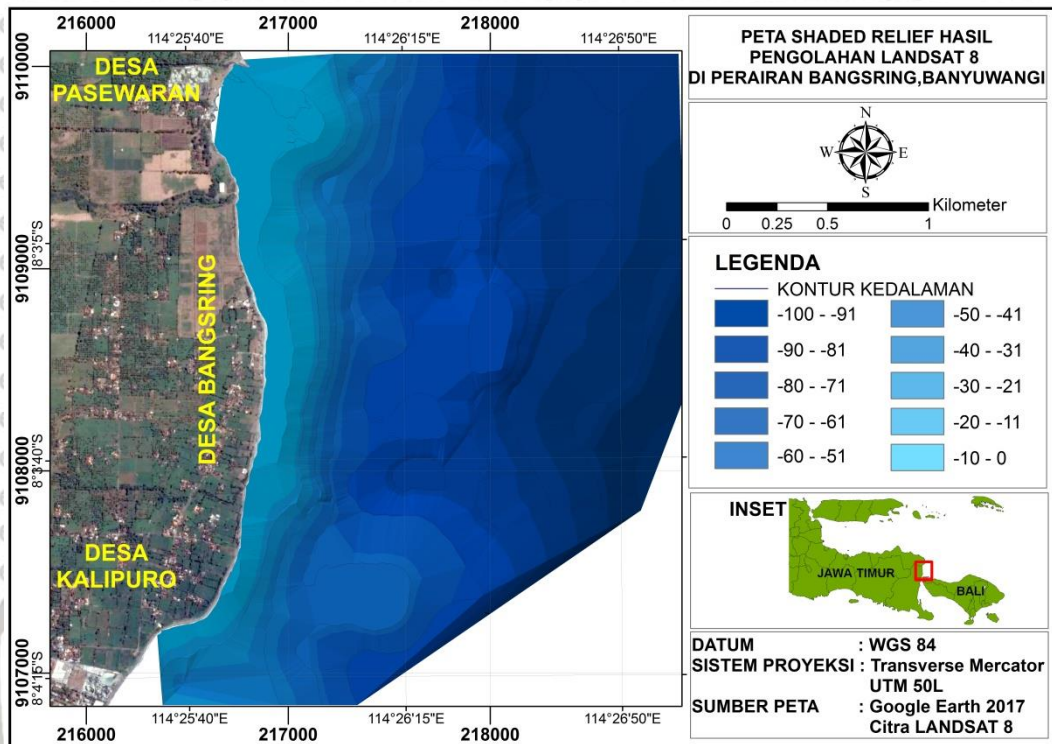 216000
217000
218000
114°25'40"E
114°26'15"E
114°26'50"E
9110000
9109000
8°3'5"S
9108000
8°3'40"S
9107000
8°4'15"S
DESA
PASEWARAN
DESA BANGSRING
DESA
KALIPURO
114°25'40"E
114°26'15"E
114°26'50"E
216000
217000
218000
PETA SHADED RELIEF HASIL
PENGOLAHAN LANDSAT 8
DI PERAIRAN BANGSRING,BANYUWANGI
N
W
E
S
0
0.25
0.5
1
Kilometer
LEGENDA
KONTUR KEDALAMAN
-100 - -91
-90 - -81
-80 - -71
-70 - -61
-60 - -51
-50 - -41
-40 - -31
-30 - -21
-20 - -11
-10 - 0
INSET
JAWA TIMUR
BALI
DATUM : WGS 84
SISTEM PROYEKSI : Transverse Mercator
UTM 50L
SUMBER PETA : Google Earth 2017
Citra LANDSAT 8